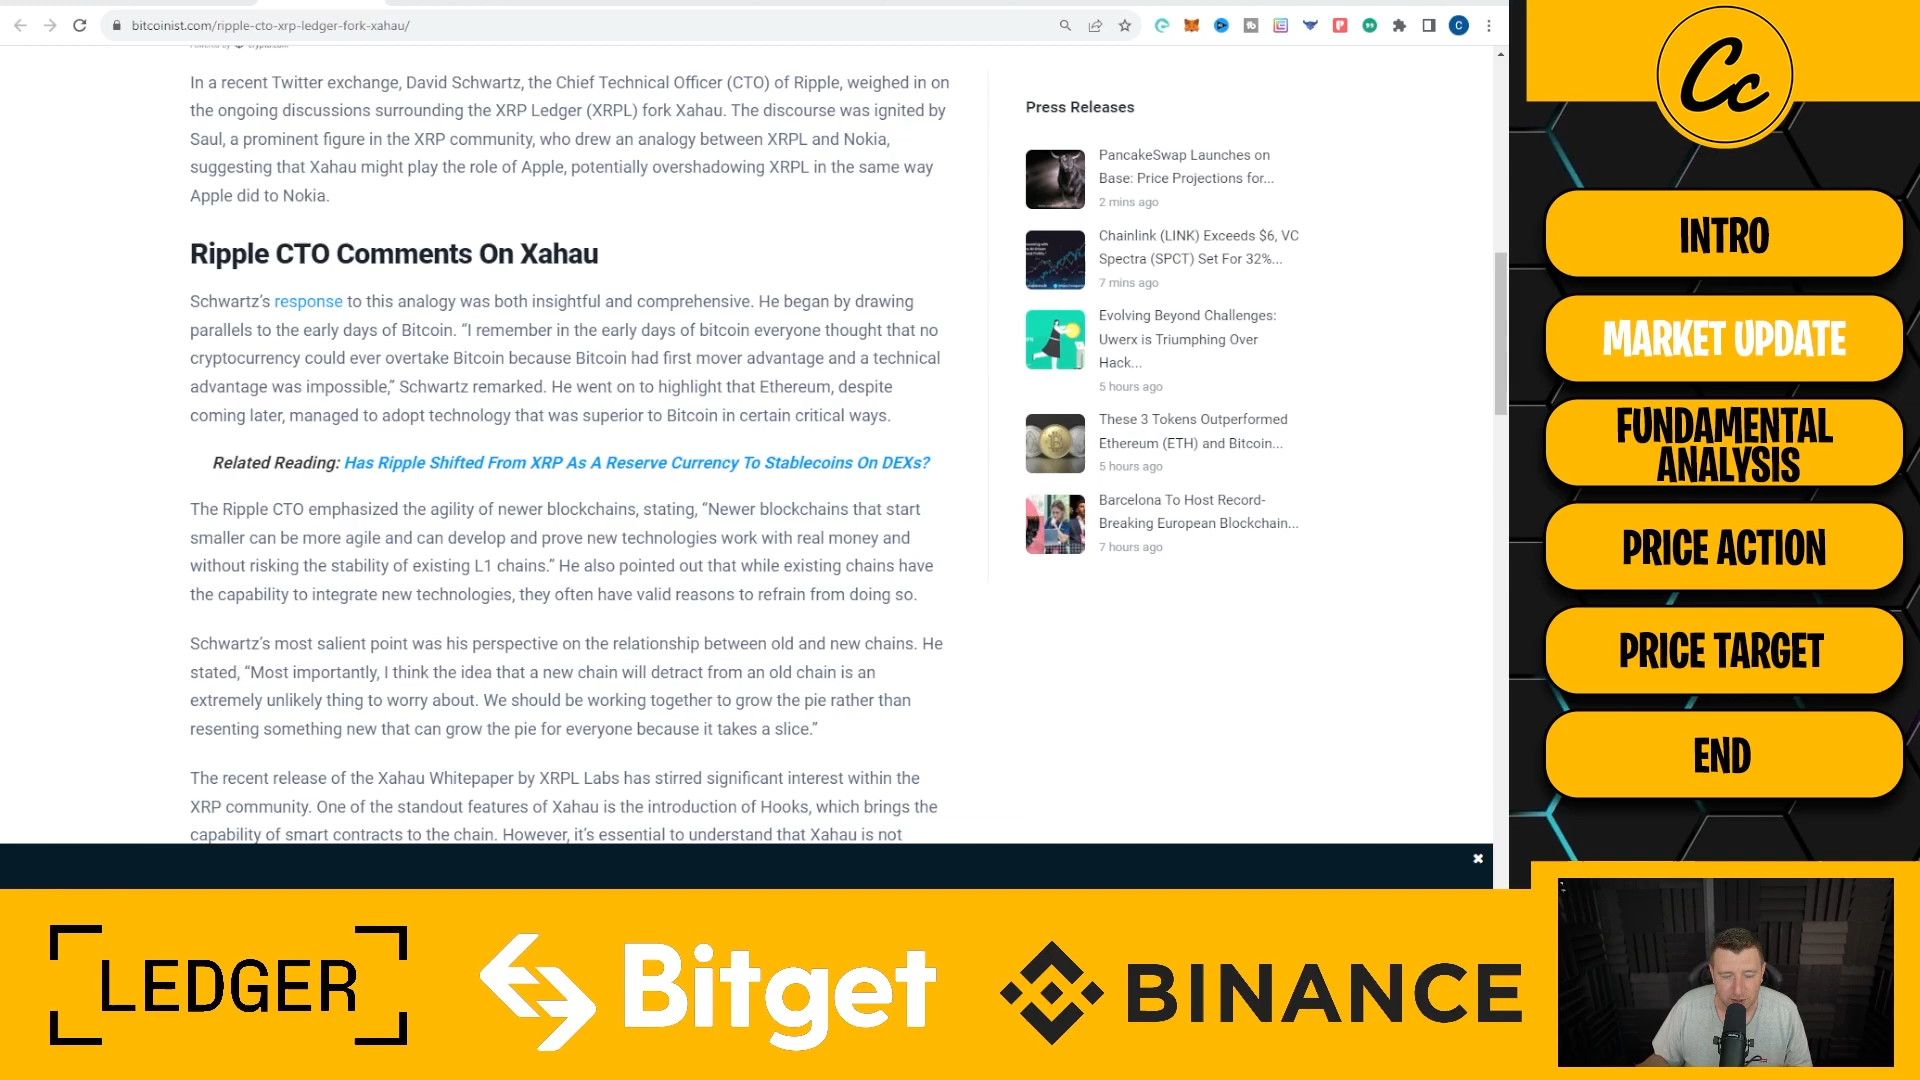 bitcoinist.com/ripple-cto-xrp-ledger-fork-xahau/
C
In a recent Twitter exchange, David Schwartz, the Chief Technical Officer (CTO) of Ripple, weighed in on
the ongoing discussions surrounding the XRP Ledger (XRPL) fork Xahau. The discourse was ignited by
Saul, a prominent figure in the XRP community, who drew an analogy between XRPL and Nokia,
suggesting that Xahau might play the role of Apple, potentially overshadowing XRPL in the same way
Apple did to Nokia.
Ripple CTO Comments On Xahau
Schwartz's response to this analogy was both insightful and comprehensive. He began by drawing
parallels to the early days of Bitcoin. “I remember in the early days of bitcoin everyone thought that no
cryptocurrency could ever overtake Bitcoin because Bitcoin had first mover advantage and a technical
advantage was impossible,” Schwartz remarked. He went on to highlight that Ethereum, despite
coming later, managed to adopt technology that was superior to Bitcoin in certain critical ways.
Related Reading: Has Ripple Shifted From XRP As A Reserve Currency To Stablecoins On DEXs?
The Ripple CTO emphasized the agility of newer blockchains, stating, “Newer blockchains that start
smaller can be more agile and can develop and prove new technologies work with real money and
without risking the stability of existing L1 chains.” He also pointed out that while existing chains have
the capability to integrate new technologies, they often have valid reasons to refrain from doing so.
Schwartz's most salient point was his perspective on the relationship between old and new chains. He
stated, “Most importantly, I think the idea that a new chain will detract from an old chain is an
extremely unlikely thing to worry about. We should be working together to grow the pie rather than
resenting something new that can grow the pie for everyone because it takes a slice.”
The recent release of the Xahau Whitepaper by XRPL Labs has stirred significant interest within the
XRP community. One of the standout features of Xahau is the introduction of Hooks, which brings the
capability of smart contracts to the chain. However, it's essential to understand that Xahau is not
Press Releases
PancakeSwap Launches on
Base: Price Projections for...
2 mins ago
Chainlink (LINK) Exceeds $6, VC
Spectra (SPCT) Set For 32%...
7 mins ago
Evolving Beyond Challenges:
Uwerx is Triumphing Over
Hack...
5 hours ago
These 3 Tokens Outperformed
Ethereum (ETH) and Bitcoin...
5 hours ago
Barcelona To Host Record-
Breaking European Blockchain...
7 hours ago
Cc
INTRO
MARKET UPDATE
FUNDAMENTAL
ANALYSIS
PRICE ACTION
PRICE TARGET
END
LEDGER
Bitget
BINANCE